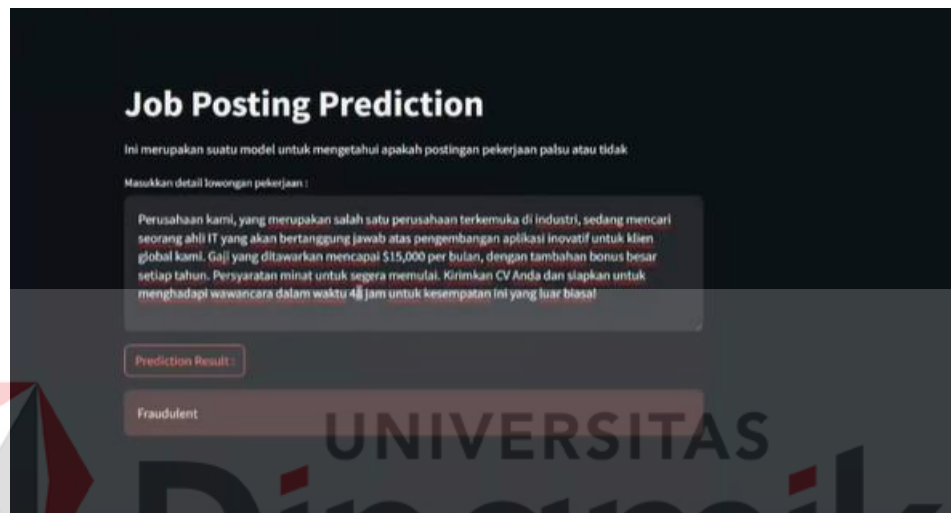 Job Posting Prediction
Ini merupakan suatu model untuk mengetahui apakah postingan pekerjaan palsu atau tidak
Masukkan detail lowongan pekerjaan :
Perusahaan kami, yang merupakan salah satu perusahaan terkemuka di industri, sedang mencari
seorang ahli IT yang akan bertanggung jawab atas pengembangan aplikasi inovatif untuk klien
global kami. Gaji yang ditawarkan mencapai $15,000 per bulan, dengan tambahan bonus besar
setiap tahun. Persyaratan minat untuk segera memulai. Kirimkan CV Anda dan siapkan untuk
menghadapi wawancara dalam waktu jam untuk kesempatan ini yang luar biasa!
Prediction Result :
Fraudulent
UNIVERSITAS